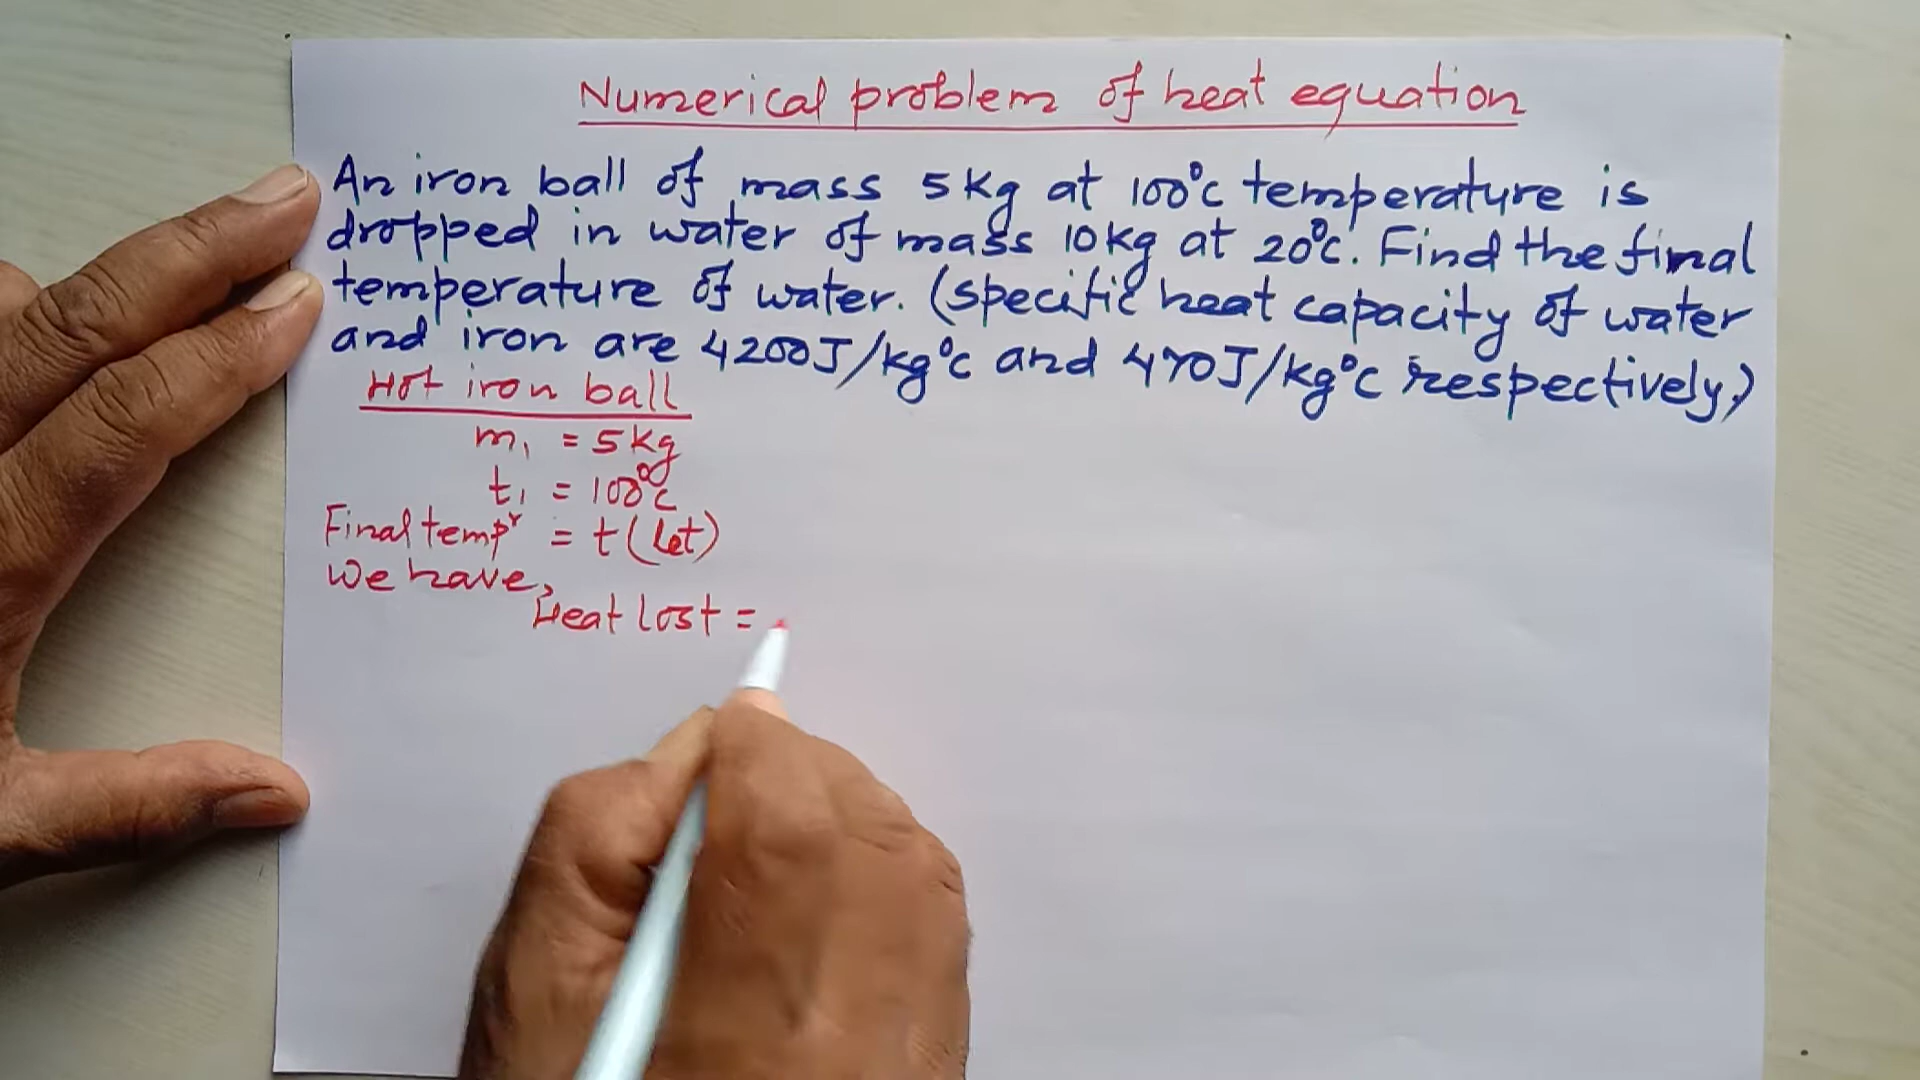 Numerical problem of heat equation
An iron ball of mass 5kg at 100°C temperature is
dropped in water of mass 10kg at 20°C. Find the final
temperature of water. (specific heat capacity of water
and iron are 4200J/kg°C and 470J/kg°C respectively)
Hot iron ball
m₁ = 5kg
t₁ = 100°C
Final tempʳ = t (let)
We have,
Heat lost =